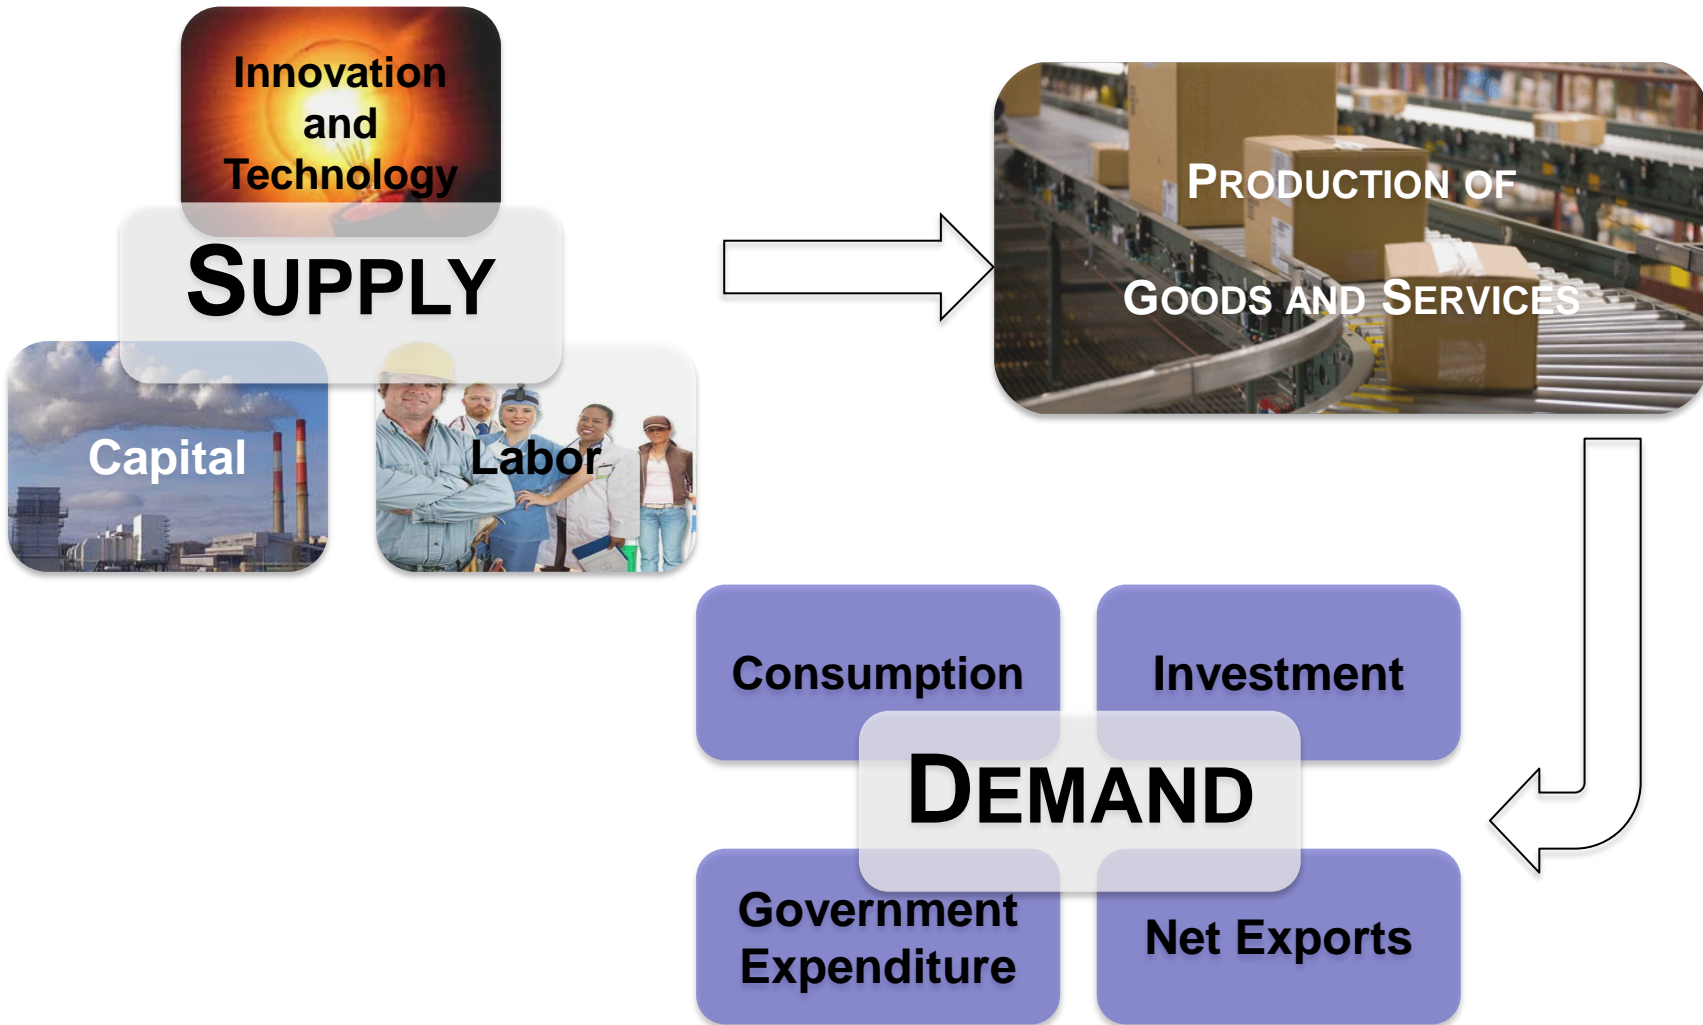 Innovation
and
Technology
SUPPLY
Capital
Labor
PRODUCTION OF
GOODS AND SERVICES
Consumption
Investment
DEMAND
Government
Expenditure
Net Exports